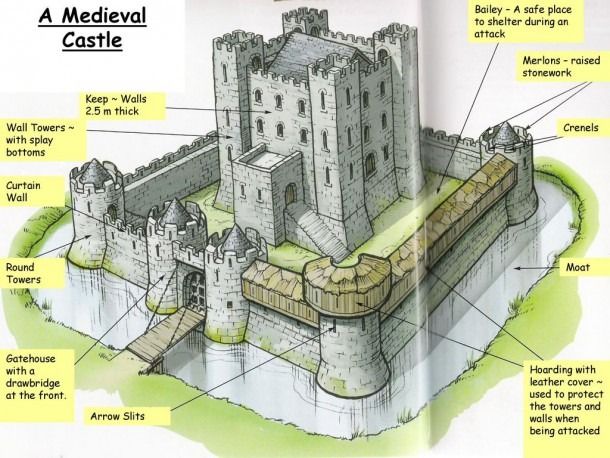 A Medieval
Castle
Bailey – A safe place
to shelter during an
attack
Merlons – raised
stonework
Keep ~ Walls
2.5 m thick
Wall Towers ~
with splay
bottoms
Crenels
Curtain
Wall
Round
Towers
Moat
Gatehouse
with a
drawbridge
at the front.
Arrow Slits
Hoarding with
leather cover ~
used to protect
the towers and
walls when
being attacked